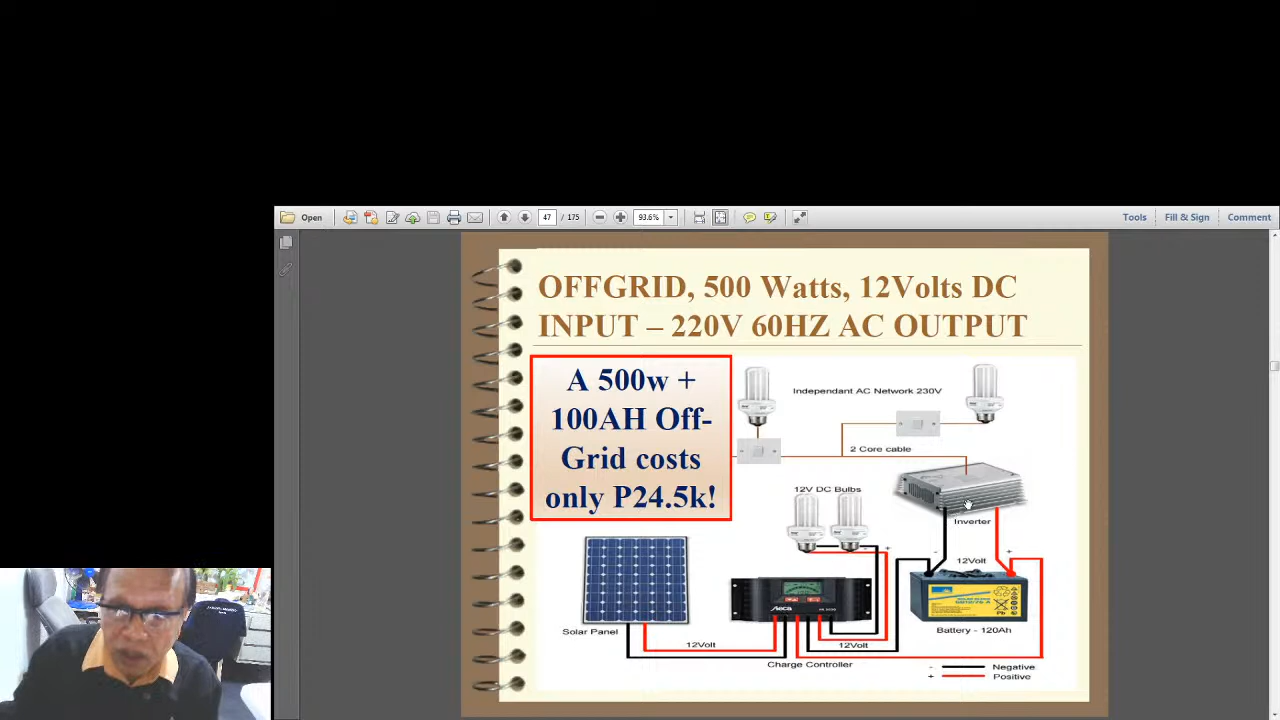 Open
47 / 175
93.6%
Tools
Fill & Sign
Comment
OFFGRID, 500 Watts, 12Volts DC
INPUT – 220V 60HZ AC OUTPUT
A 500w +
100AH Off-
Grid costs
only P24.5k!
Independant AC Network 230V
2 Core cable
12V DC Bulbs
Inverter
- +
12Volt
- +
Steca
Solar Panel
12Volt
12Volt
Charge Controller
Battery - 120Ah
Pb
- Negative
+ Positive